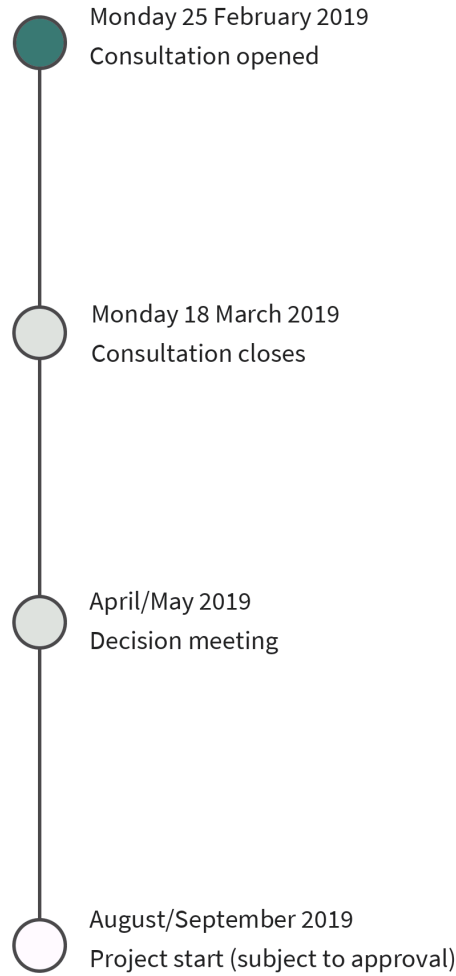 Monday 25 February 2019
Consultation opened
Monday 18 March 2019
Consultation closes
April/May 2019
Decision meeting
August/September 2019
Project start (subject to approval)